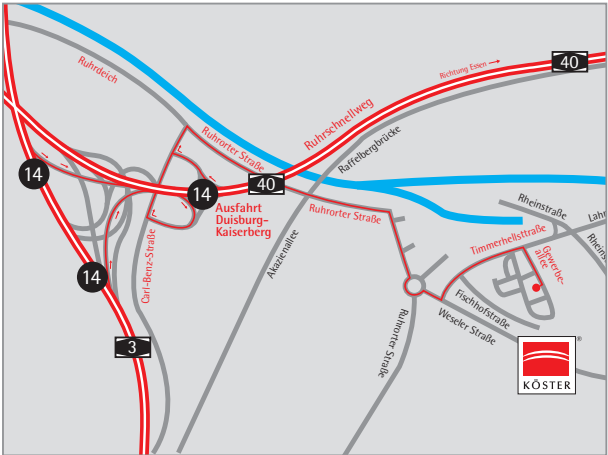 Ruhrdeich
Richtung Essen
40
Ruhrschnellweg
Ruhrorter Straße
Raffelbergbrücke
14
14
40
Ausfahrt
Duisburg-
Kaiserberg
Ruhrorter Straße
Rheinstraße
Timmerhellstraße
Gewerbe-
allee
Akazienallee
Carl-Benz-Straße
14
Fischhofstraße
Weseler Straße
Ruhrorter Straße
3
®
KÖSTER